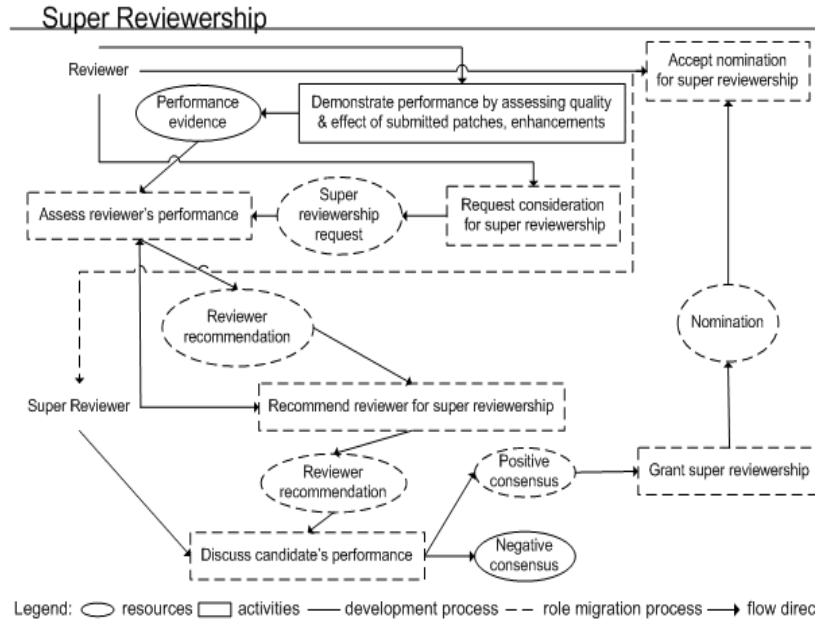 Super Reviewership
Reviewer
Accept nomination
for super reviewership
Performance
evidence
Demonstrate performance by assessing quality
& effect of submitted patches, enhancements
Assess reviewer's performance
Super
reviewership
request
Request consideration
for super reviewership
Reviewer
recommendation
Nomination
Super Reviewer
Recommend reviewer for super reviewership
Reviewer
recommendation
Positive
consensus
Grant super reviewership
Discuss candidate's performance
Negative
consensus
Legend: resources activities development process role migration process flow direc